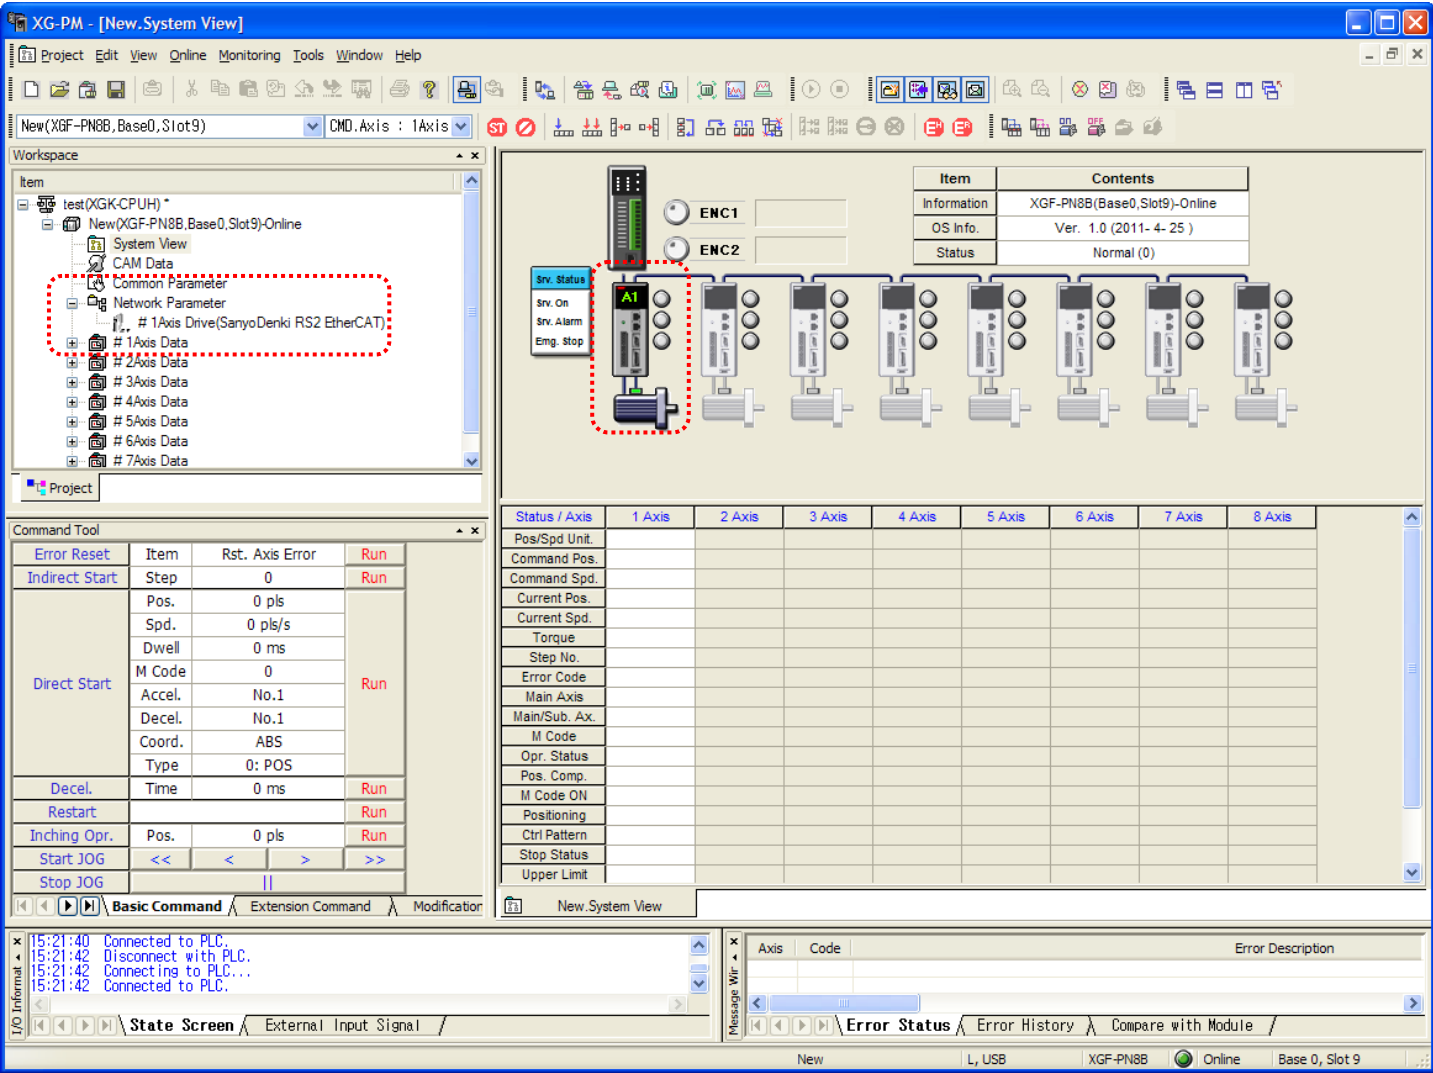 XG-PM - [New.System View]
Project Edit View Online Monitoring Tools Window Help
New(XGF-PN8B,Base0,Slot9) CMD.Axis : 1Axis
Workspace
Item
test(XGK-CPUH) *
New(XGF-PN8B,Base0,Slot9)-Online
System View
CAM Data
Common Parameter
Network Parameter
# 1Axis Drive(SanyoDenki RS2 EtherCAT)
# 1Axis Data
# 2Axis Data
# 3Axis Data
# 4Axis Data
# 5Axis Data
# 6Axis Data
# 7Axis Data
Project
ENC1
ENC2
Item Contents
Information XGF-PN8B(Base0,Slot9)-Online
OS Info. Ver. 1.0 (2011- 4- 25 )
Status Normal (0)
Srv. Status
Srv. On
Srv. Alarm
Emg. Stop
A1
Command Tool
Error Reset Item Rst. Axis Error Run
Indirect Start Step 0 Run
Direct Start Run
Pos. 0 pls
Spd. 0 pls/s
Dwell 0 ms
M Code 0
Accel. No.1
Decel. No.1
Coord. ABS
Type 0: POS
Decel. Time 0 ms Run
Restart Run
Inching Opr. Pos. 0 pls Run
Start JOG << < > >>
Stop JOG ||
Basic Command Extension Command Modification
Status / Axis 1 Axis 2 Axis 3 Axis 4 Axis 5 Axis 6 Axis 7 Axis 8 Axis
Pos/Spd Unit.
Command Pos.
Command Spd.
Current Pos.
Current Spd.
Torque
Step No.
Error Code
Main Axis
Main/Sub. Ax.
M Code
Opr. Status
Pos. Comp.
M Code ON
Positioning
Ctrl Pattern
Stop Status
Upper Limit
New.System View
I/O Informat
15:21:40 Connected to PLC.
15:21:42 Disconnect with PLC.
15:21:42 Connecting to PLC...
15:21:42 Connected to PLC.
State Screen External Input Signal
Message Wir
Axis Code Error Description
Error Status Error History Compare with Module
New L, USB XGF-PN8B Online Base 0, Slot 9